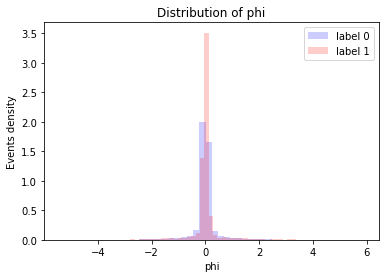 Distribution of phi
label 0
label 1
Events density
3.5
3.0
2.5
2.0
1.5
1.0
0.5
0.0
−4 −2 0 2 4 6
phi